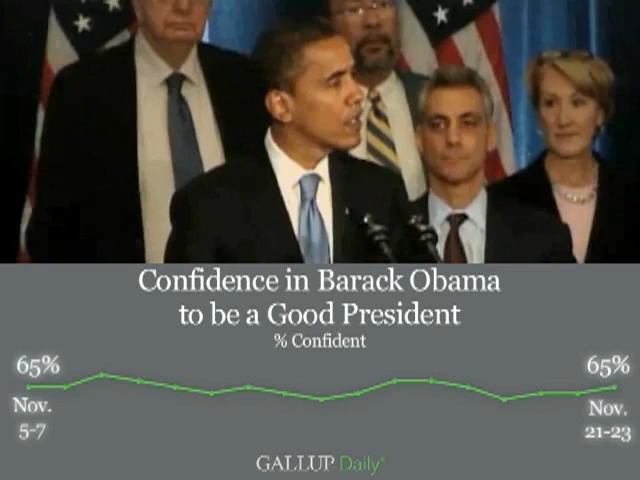 Confidence in Barack Obama
to be a Good President
% Confident
65%
65%
Nov.
5-7
Nov.
21-23
GALLUP Daily®